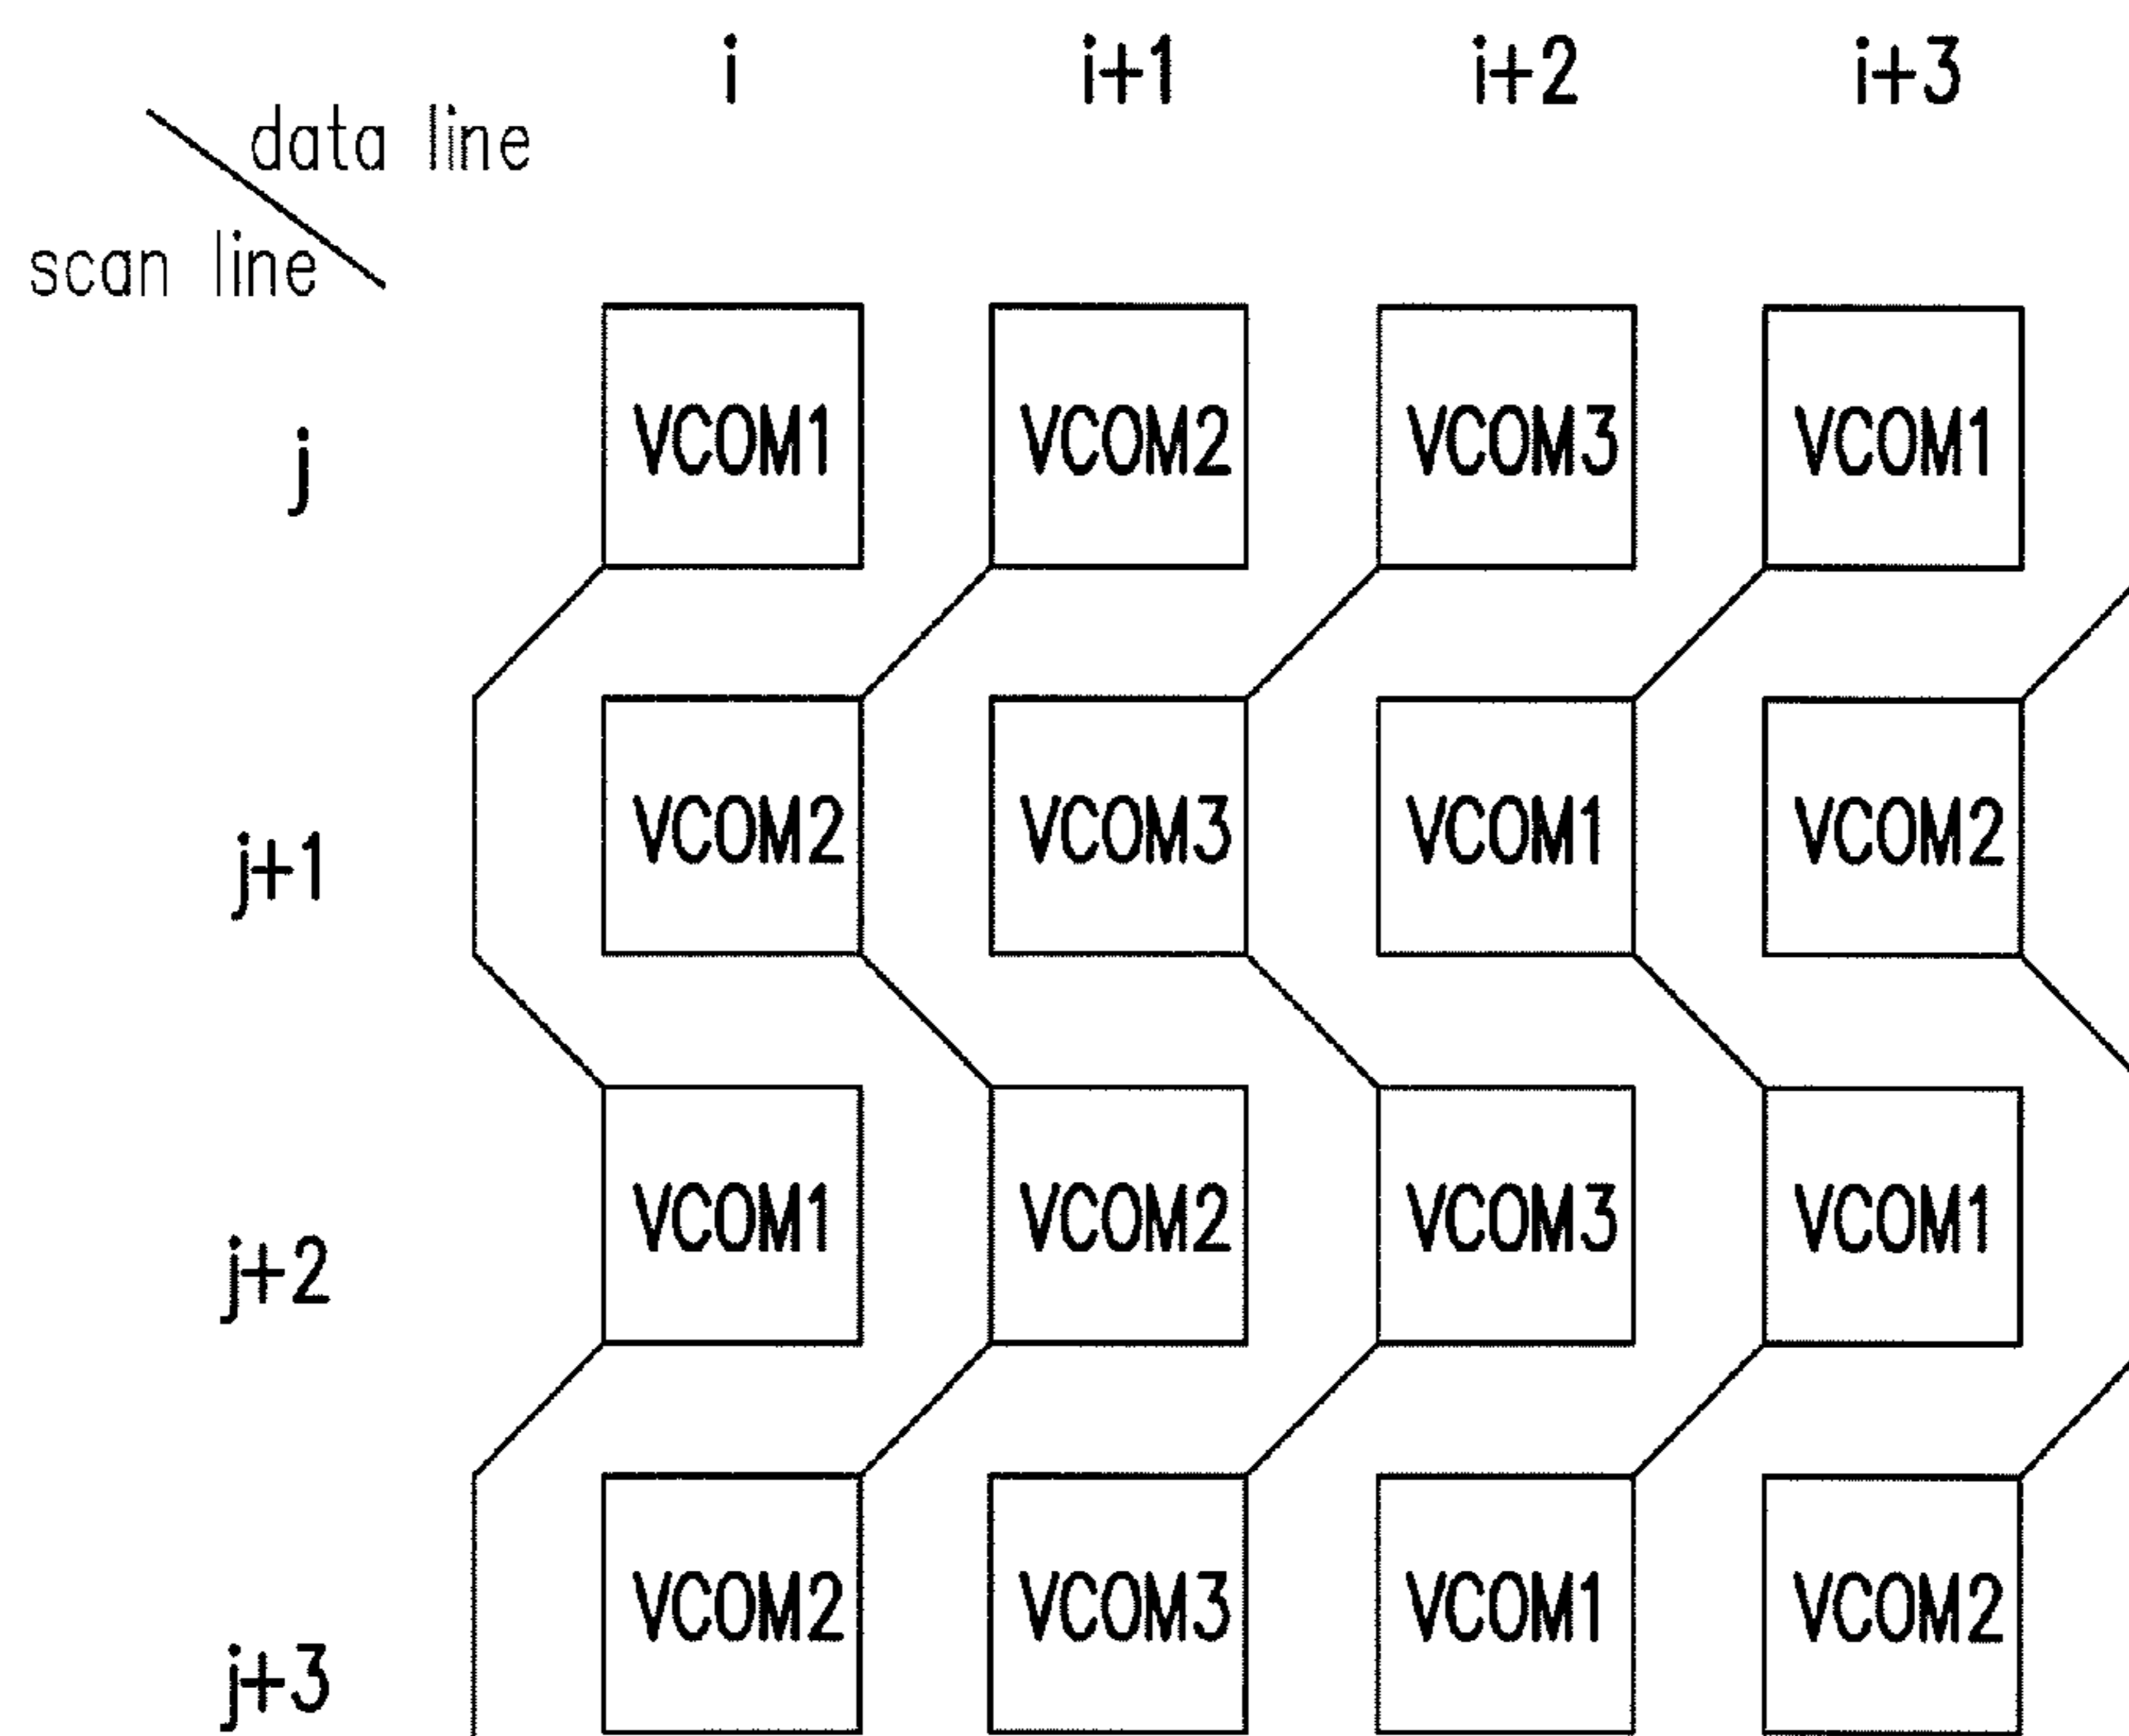 i i+1 i+2 i+3
data line
scan line
j VCOM1 VCOM2 VCOM3 VCOM1
j+1 VCOM2 VCOM3 VCOM1 VCOM2
j+2 VCOM1 VCOM2 VCOM3 VCOM1
j+3 VCOM2 VCOM3 VCOM1 VCOM2